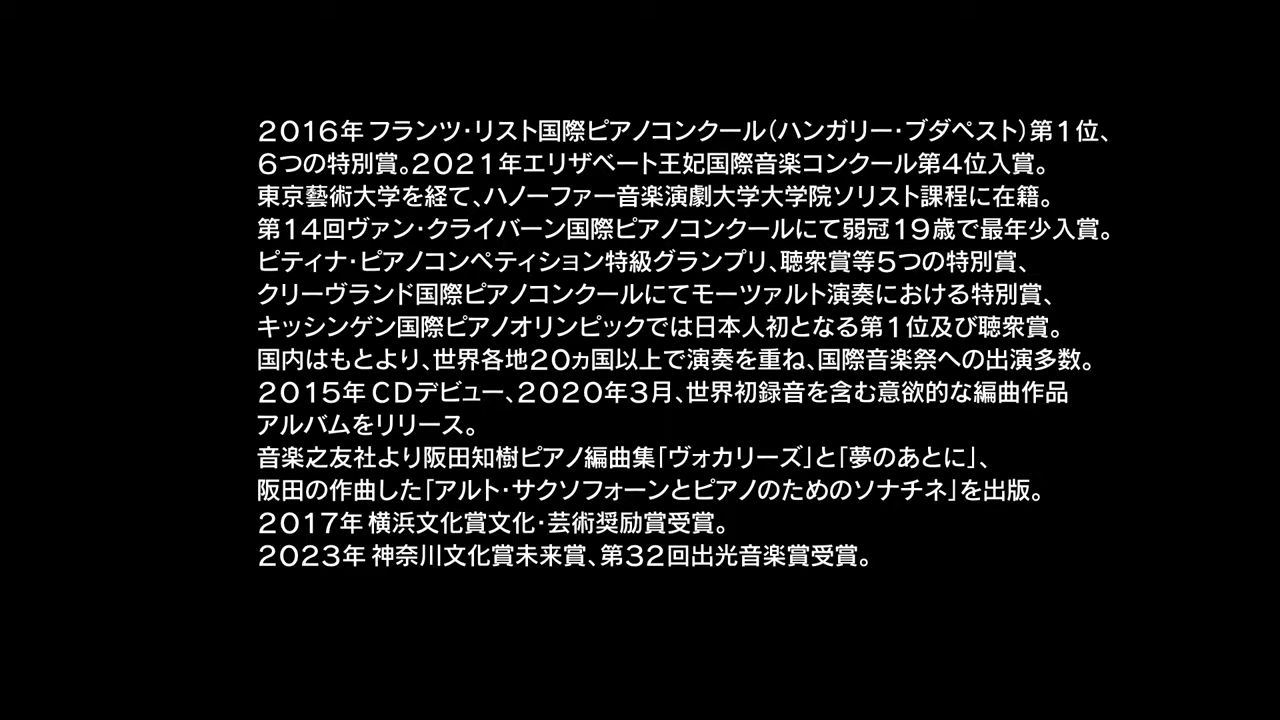 2016年 フランツ・リスト国際ピアノコンクール（ハンガリー・ブダペスト）第1位、
6つの特別賞。2021年エリザベート王妃国際音楽コンクール第4位入賞。
東京藝術大学を経て、ハノーファー音楽演劇大学大学院ソリスト課程に在籍。
第14回ヴァン・クライバーン国際ピアノコンクールにて弱冠19歳で最年少入賞。
ピティナ・ピアノコンペティション特級グランプリ、聴衆賞等5つの特別賞、
クリーヴランド国際ピアノコンクールにてモーツァルト演奏における特別賞、
キッシンゲン国際ピアノオリンピックでは日本人初となる第1位及び聴衆賞。
国内はもとより、世界各地20ヵ国以上で演奏を重ね、国際音楽祭への出演多数。
2015年 CDデビュー、2020年3月、世界初録音を含む意欲的な編曲作品
アルバムをリリース。
音楽之友社より阪田知樹ピアノ編曲集「ヴォカリーズ」と「夢のあとに」、
阪田の作曲した「アルト・サクソフォーンとピアノのためのソナチネ」を出版。
2017年 横浜文化賞文化・芸術奨励賞受賞。
2023年 神奈川文化賞未来賞、第32回出光音楽賞受賞。